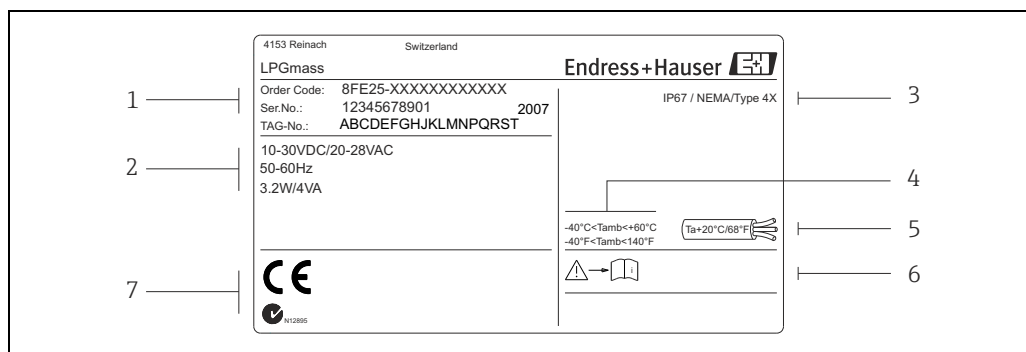 4153 Reinach Switzerland
LPGmass Endress+Hauser
1 Order Code: 8FE25-XXXXXXXXXXXX
Ser.No.: 12345678901 2007
TAG-No.: ABCDEFGHJKLMNPQRST
IP67 / NEMA/Type 4X 3
2 10-30VDC/20-28VAC
50-60Hz
3.2W/4VA
4
-40°C<Tamb<+60°C
-40°F<Tamb<140°F
Ta+20°C/68°F 5
i 6
7 CE
N12895